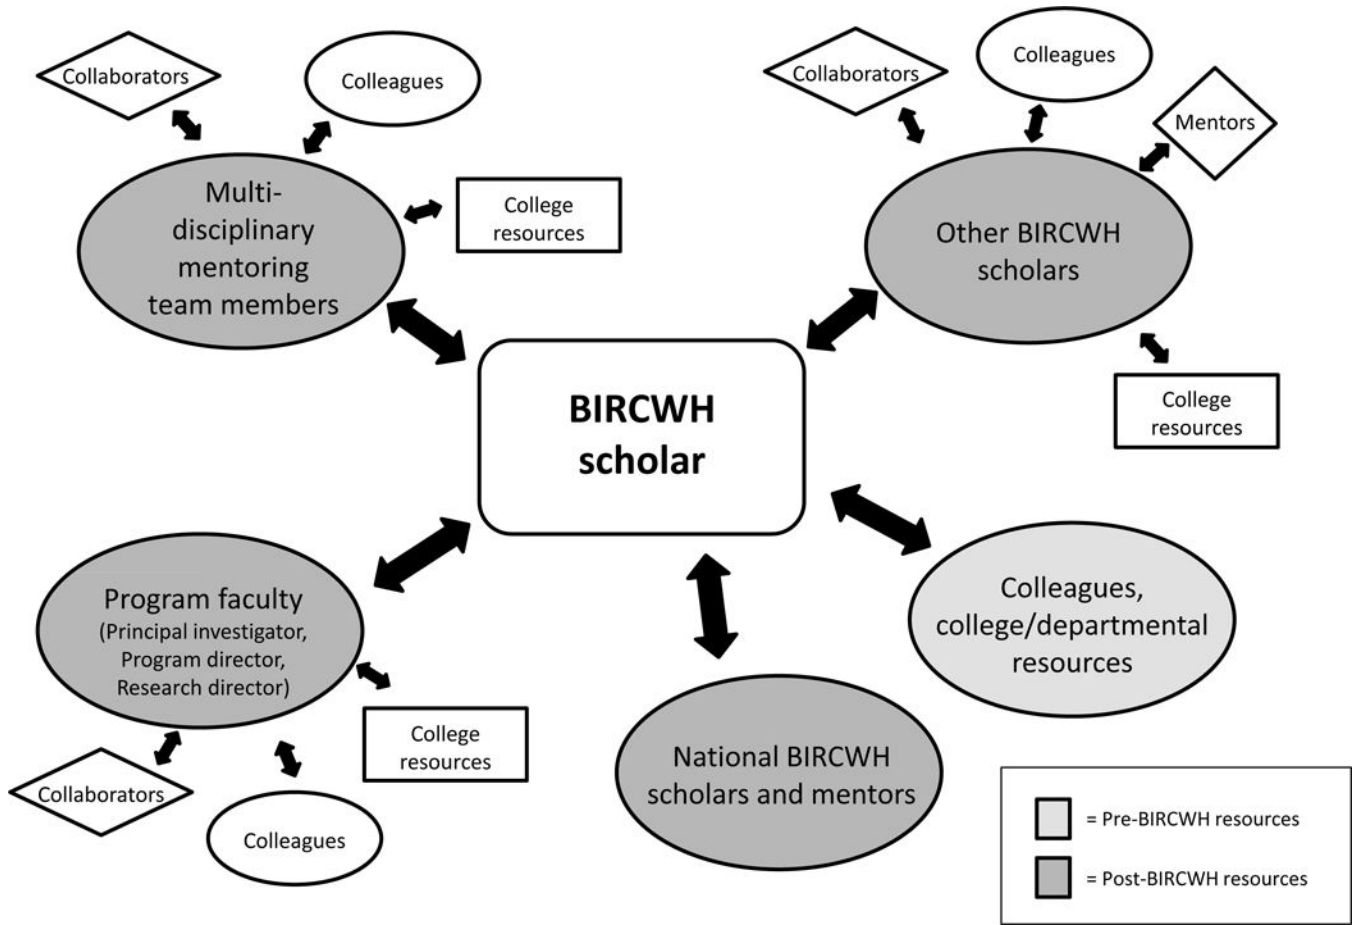 Collaborators
Colleagues
Multi-
disciplinary
mentoring
team members
College
resources
Collaborators
Colleagues
Mentors
Other BIRCWH
scholars
College
resources
BIRCWH
scholar
Program faculty
(Principal investigator,
Program director,
Research director)
College
resources
Collaborators
Colleagues
National BIRCWH
scholars and mentors
Colleagues,
college/departmental
resources
= Pre-BIRCWH resources
= Post-BIRCWH resources